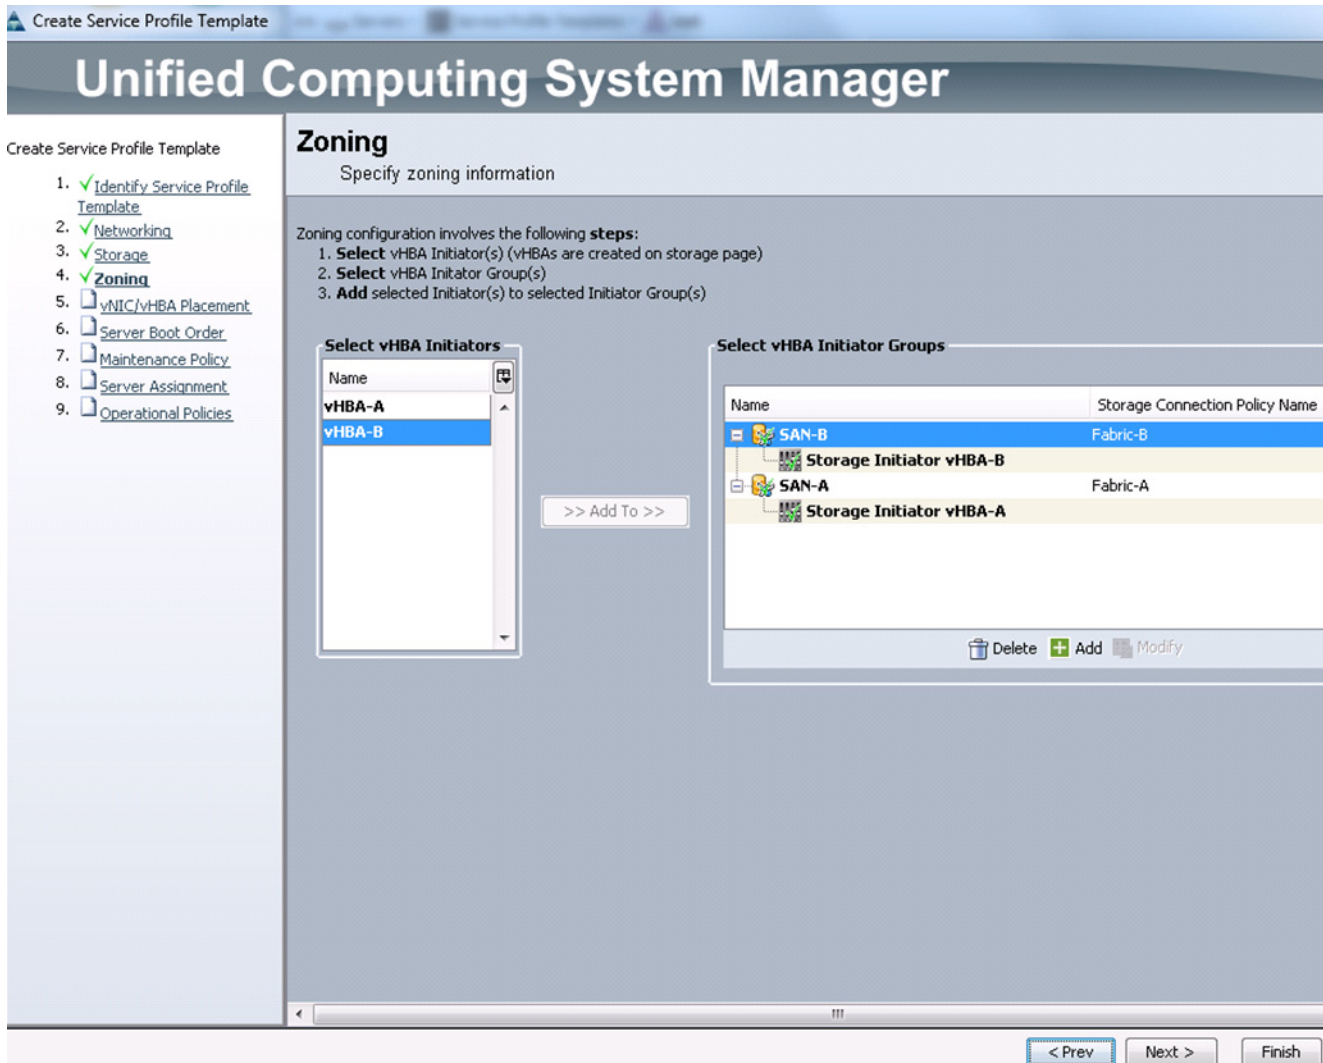 Create Service Profile Template
Unified Computing System Manager
Create Service Profile Template
1. Identify Service Profile
Template
2. Networking
3. Storage
4. Zoning
5. vNIC/vHBA Placement
6. Server Boot Order
7. Maintenance Policy
8. Server Assignment
9. Operational Policies
Zoning
Specify zoning information
Zoning configuration involves the following steps:
1. Select vHBA Initiator(s) (vHBAs are created on storage page)
2. Select vHBA Initator Group(s)
3. Add selected Initiator(s) to selected Initiator Group(s)
Select vHBA Initiators
Name
vHBA-A
vHBA-B
>> Add To >>
Select vHBA Initiator Groups
Name Storage Connection Policy Name
SAN-B Fabric-B
Storage Initiator vHBA-B
SAN-A Fabric-A
Storage Initiator vHBA-A
Delete Add Modify
< Prev Next > Finish